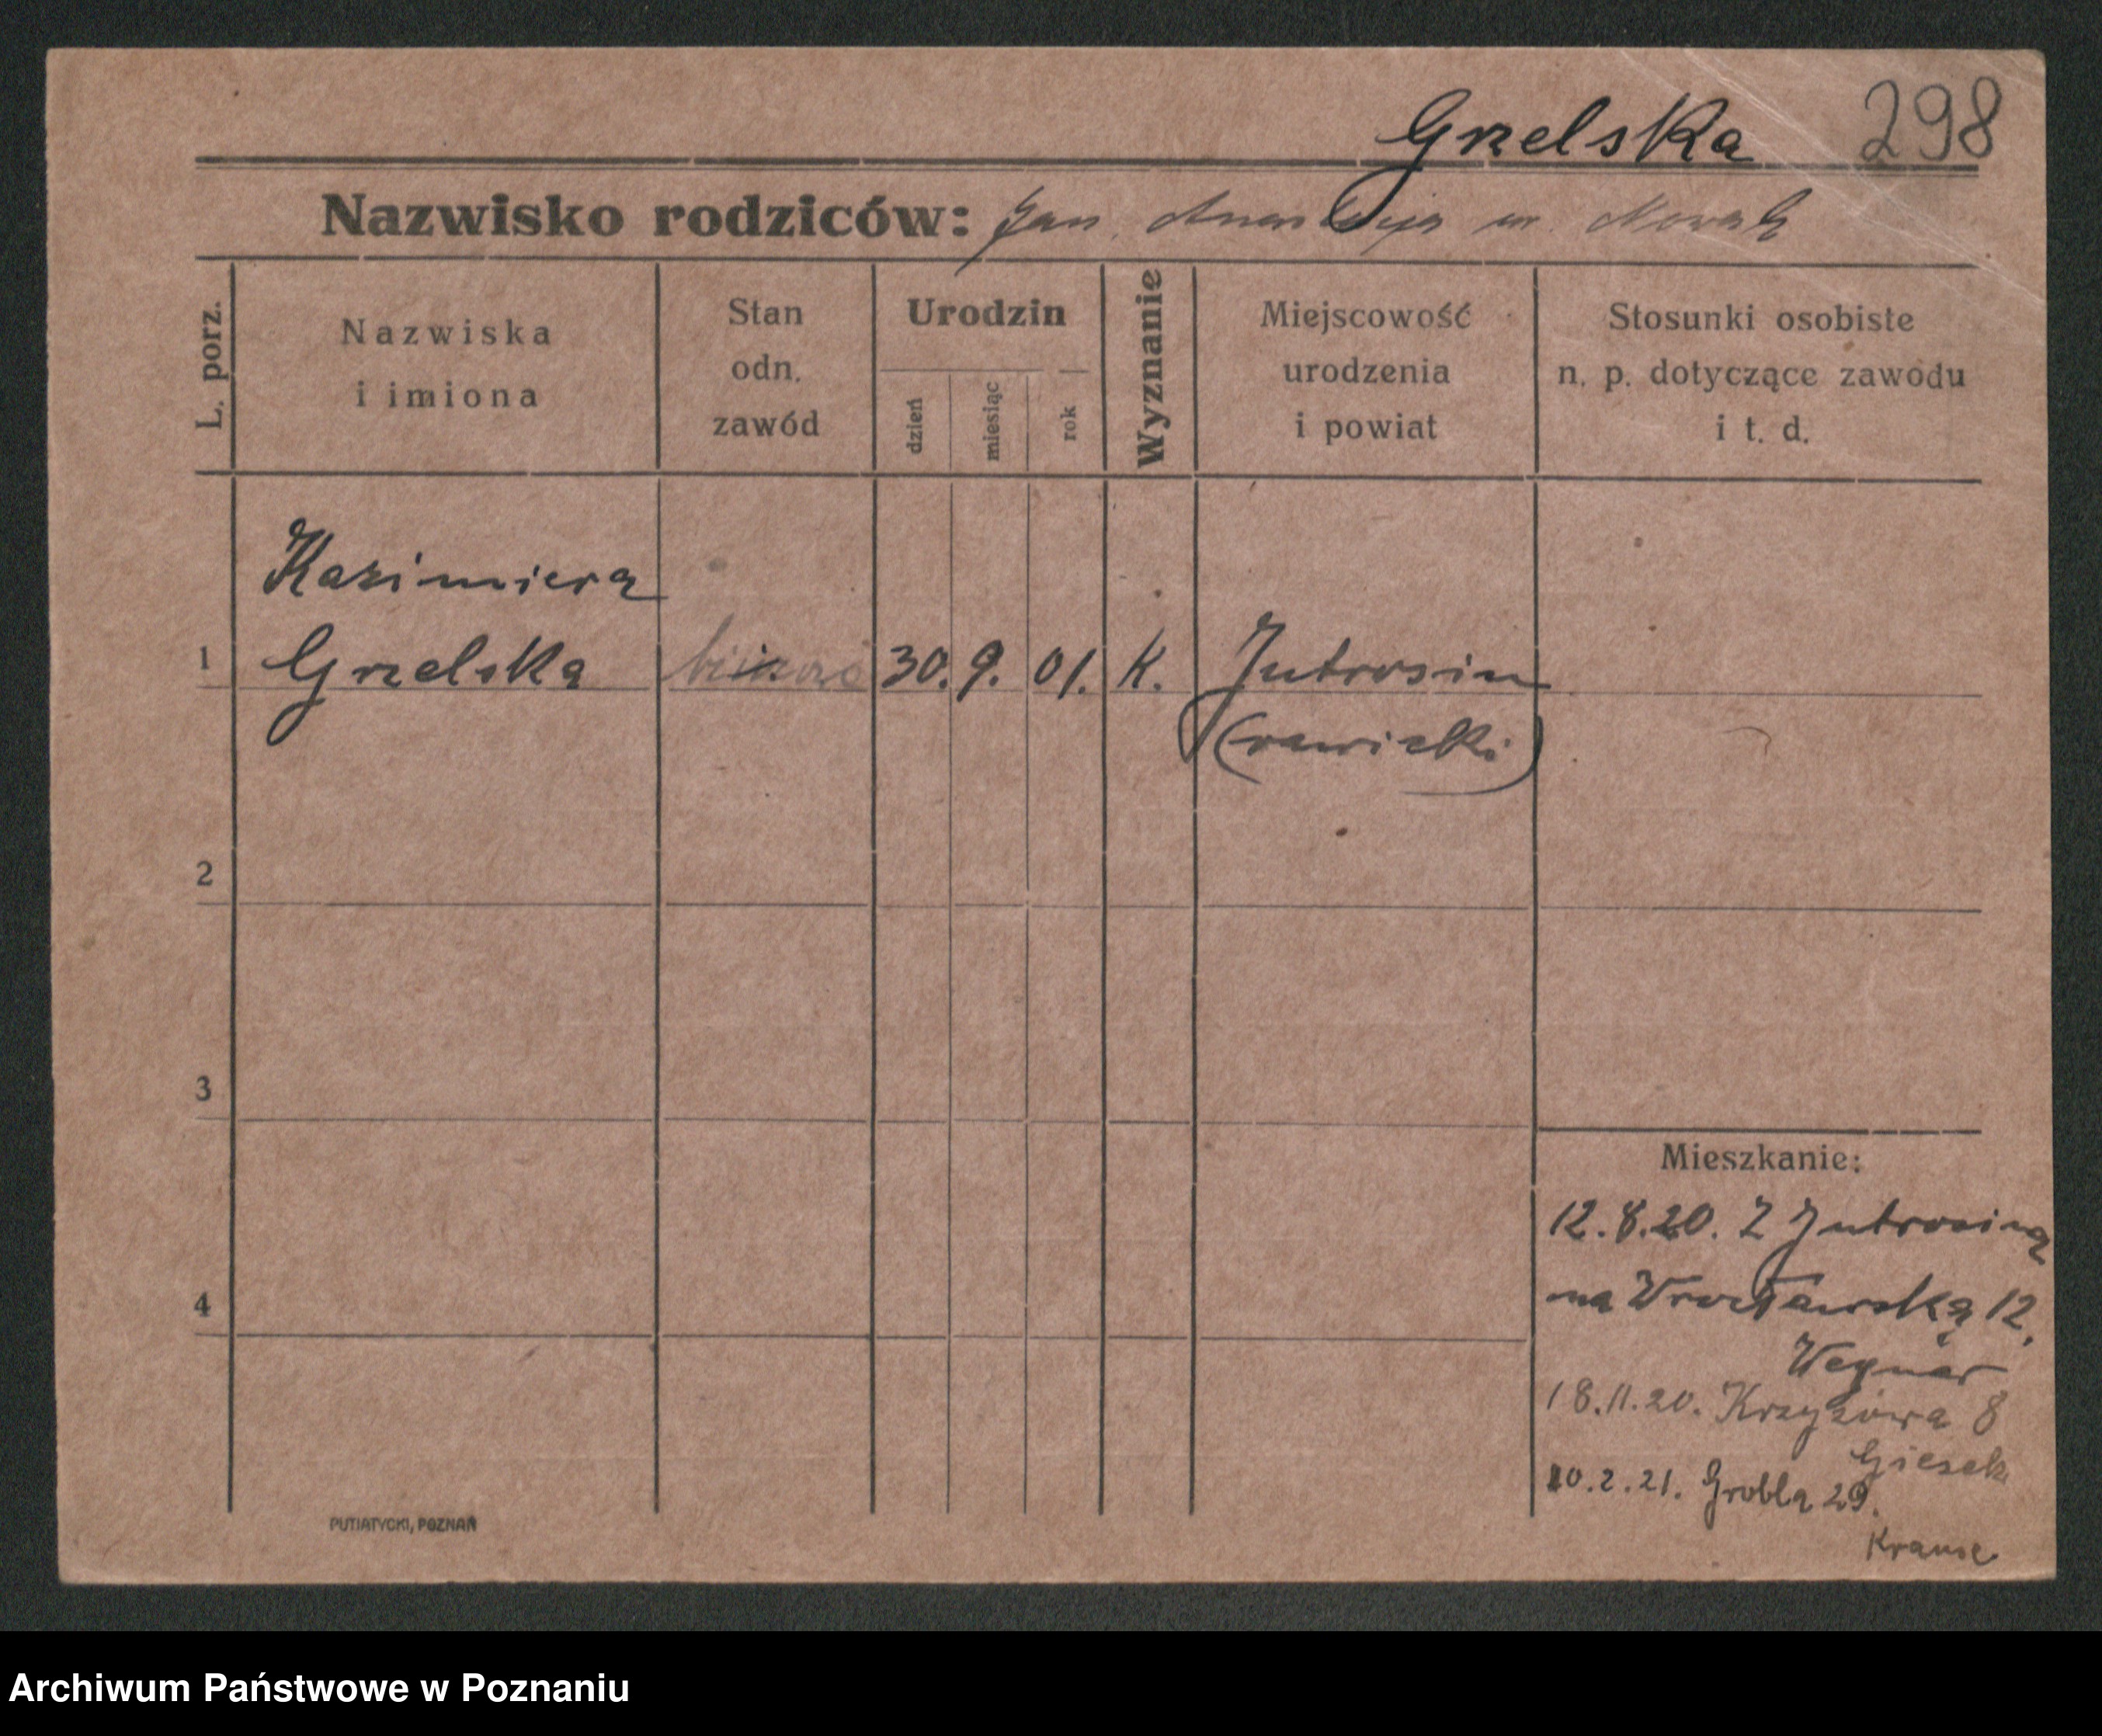 Grzelska 298
Nazwisko rodziców: Jan, Anastazja u. Nowak
L. porz.
Nazwiska
i imiona
Stan
odn.
zawód
Urodzin
dzień
miesiąc
rok
Wyznanie
Miejscowość
urodzenia
i powiat
Stosunki osobiste
n. p. dotyczące zawodu
i t. d.
Kazimiera
1 Grzelska 30. 9. 01. K. Jutrosin
(rawicki)
2
3
4
Mieszkanie:
12.8.20. Z Jutrosina
na Wrocławską 12.
Wegner
18.11.20. Krzyżowa 8
10.2.21. Grobla 29.
Krause
PUTIATYCKI, POZNAŃ
Archiwum Państwowe w Poznaniu